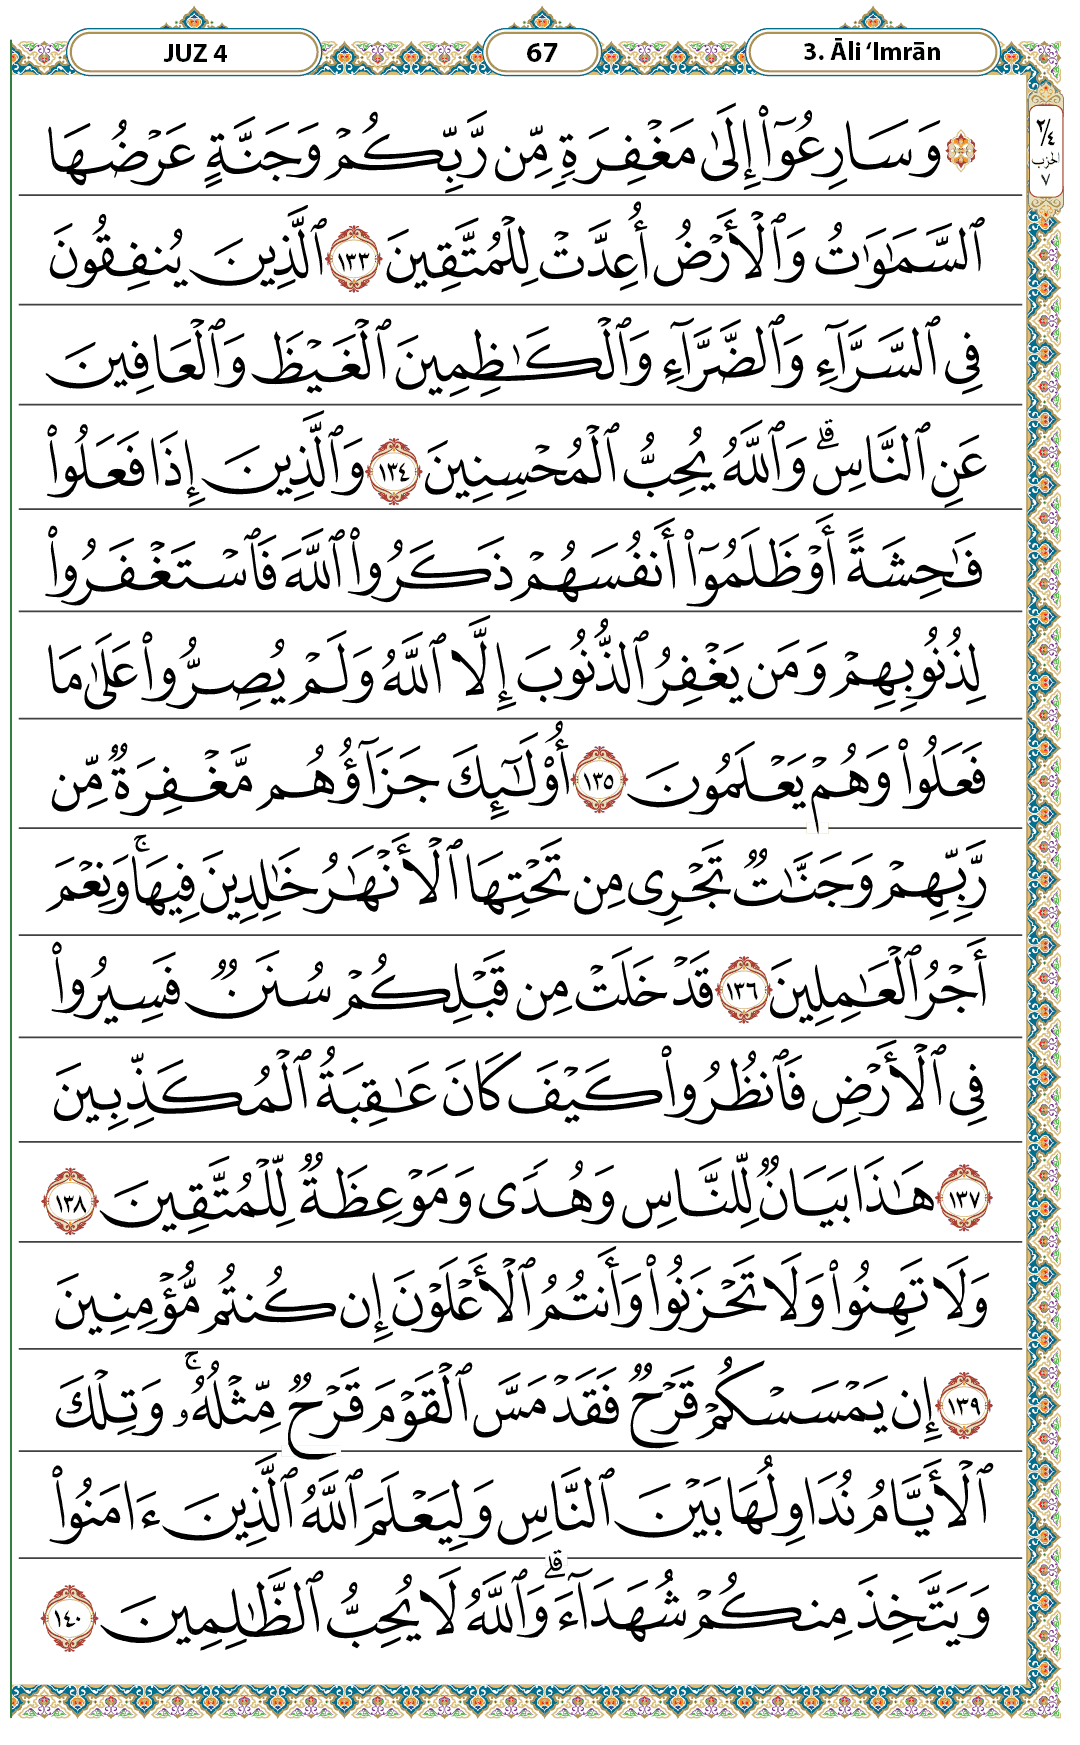 JUZ 4
67
3. Āli ‘Imrān
٢/٤
الحزب
٧
۞ وَسَارِعُوٓاْ إِلَىٰ مَغۡفِرَةٖ مِّن رَّبِّكُمۡ وَجَنَّةٍ عَرۡضُهَا
ٱلسَّمَٰوَٰتُ وَٱلۡأَرۡضُ أُعِدَّتۡ لِلۡمُتَّقِينَ ١٣٣ ٱلَّذِينَ يُنفِقُونَ
فِي ٱلسَّرَّآءِ وَٱلضَّرَّآءِ وَٱلۡكَٰظِمِينَ ٱلۡغَيۡظَ وَٱلۡعَافِينَ
عَنِ ٱلنَّاسِۗ وَٱللَّهُ يُحِبُّ ٱلۡمُحۡسِنِينَ ١٣٤ وَٱلَّذِينَ إِذَا فَعَلُواْ
فَٰحِشَةً أَوۡ ظَلَمُوٓاْ أَنفُسَهُمۡ ذَكَرُواْ ٱللَّهَ فَٱسۡتَغۡفَرُواْ
لِذُنُوبِهِمۡ وَمَن يَغۡفِرُ ٱلذُّنُوبَ إِلَّا ٱللَّهُ وَلَمۡ يُصِرُّواْ عَلَىٰ مَا
فَعَلُواْ وَهُمۡ يَعۡلَمُونَ ١٣٥ أُوْلَٰٓئِكَ جَزَآؤُهُم مَّغۡفِرَةٞ مِّن
رَّبِّهِمۡ وَجَنَّٰتٞ تَجۡرِي مِن تَحۡتِهَا ٱلۡأَنۡهَٰرُ خَٰلِدِينَ فِيهَاۚ وَنِعۡمَ
أَجۡرُ ٱلۡعَٰمِلِينَ ١٣٦ قَدۡ خَلَتۡ مِن قَبۡلِكُمۡ سُنَنٞ فَسِيرُواْ
فِي ٱلۡأَرۡضِ فَٱنظُرُواْ كَيۡفَ كَانَ عَٰقِبَةُ ٱلۡمُكَذِّبِينَ
١٣٧ هَٰذَا بَيَانٞ لِّلنَّاسِ وَهُدٗى وَمَوۡعِظَةٞ لِّلۡمُتَّقِينَ ١٣٨
وَلَا تَهِنُواْ وَلَا تَحۡزَنُواْ وَأَنتُمُ ٱلۡأَعۡلَوۡنَ إِن كُنتُم مُّؤۡمِنِينَ
١٣٩ إِن يَمۡسَسۡكُمۡ قَرۡحٞ فَقَدۡ مَسَّ ٱلۡقَوۡمَ قَرۡحٞ مِّثۡلُهُۥۚ وَتِلۡكَ
ٱلۡأَيَّامُ نُدَاوِلُهَا بَيۡنَ ٱلنَّاسِ وَلِيَعۡلَمَ ٱللَّهُ ٱلَّذِينَ ءَامَنُواْ
وَيَتَّخِذَ مِنكُمۡ شُهَدَآءَۗ وَٱللَّهُ لَا يُحِبُّ ٱلظَّٰلِمِينَ ١٤٠